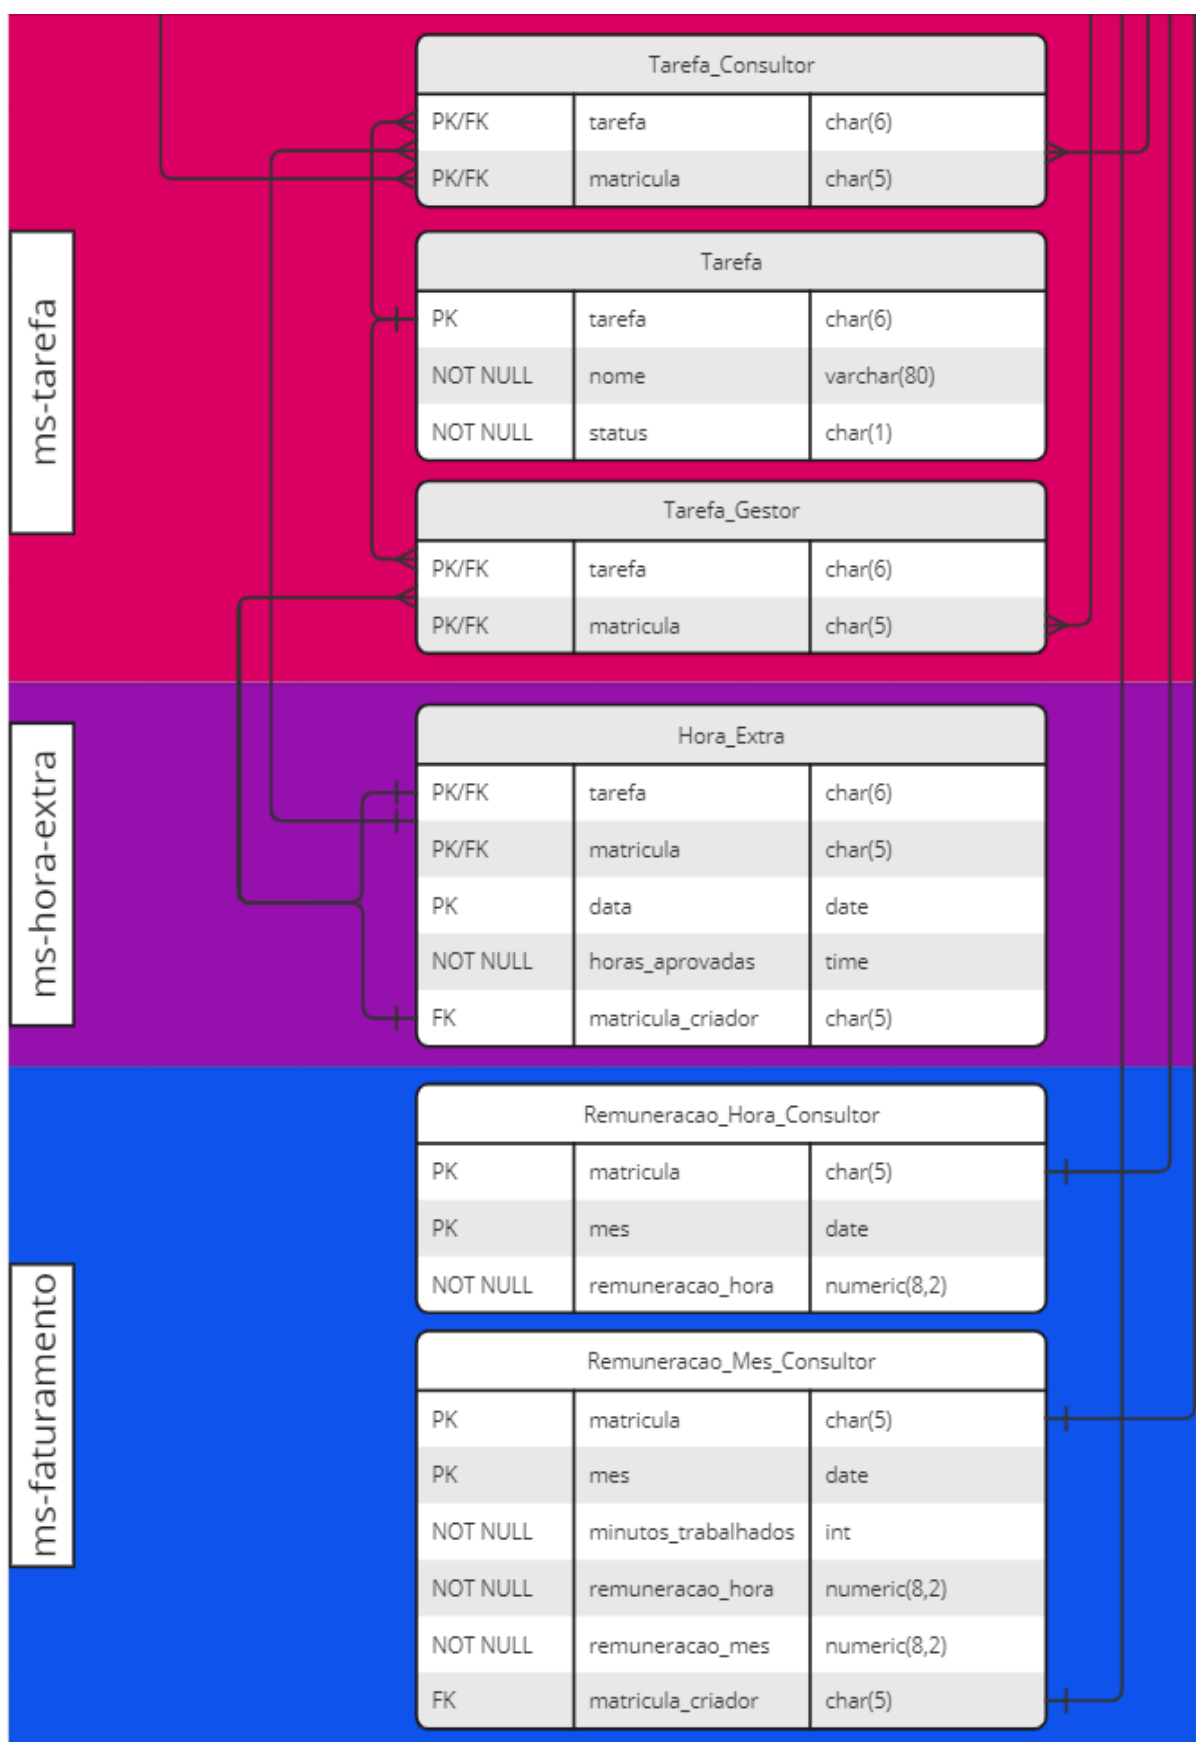 Tarefa_Consultor
PK/FK tarefa char(6)
PK/FK matricula char(5)
ms-tarefa
Tarefa
PK tarefa char(6)
NOT NULL nome varchar(80)
NOT NULL status char(1)
Tarefa_Gestor
PK/FK tarefa char(6)
PK/FK matricula char(5)
ms-hora-extra
Hora_Extra
PK/FK tarefa char(6)
PK/FK matricula char(5)
PK data date
NOT NULL horas_aprovadas time
FK matricula_criador char(5)
ms-faturamento
Remuneracao_Hora_Consultor
PK matricula char(5)
PK mes date
NOT NULL remuneracao_hora numeric(8,2)
Remuneracao_Mes_Consultor
PK matricula char(5)
PK mes date
NOT NULL minutos_trabalhados int
NOT NULL remuneracao_hora numeric(8,2)
NOT NULL remuneracao_mes numeric(8,2)
FK matricula_criador char(5)